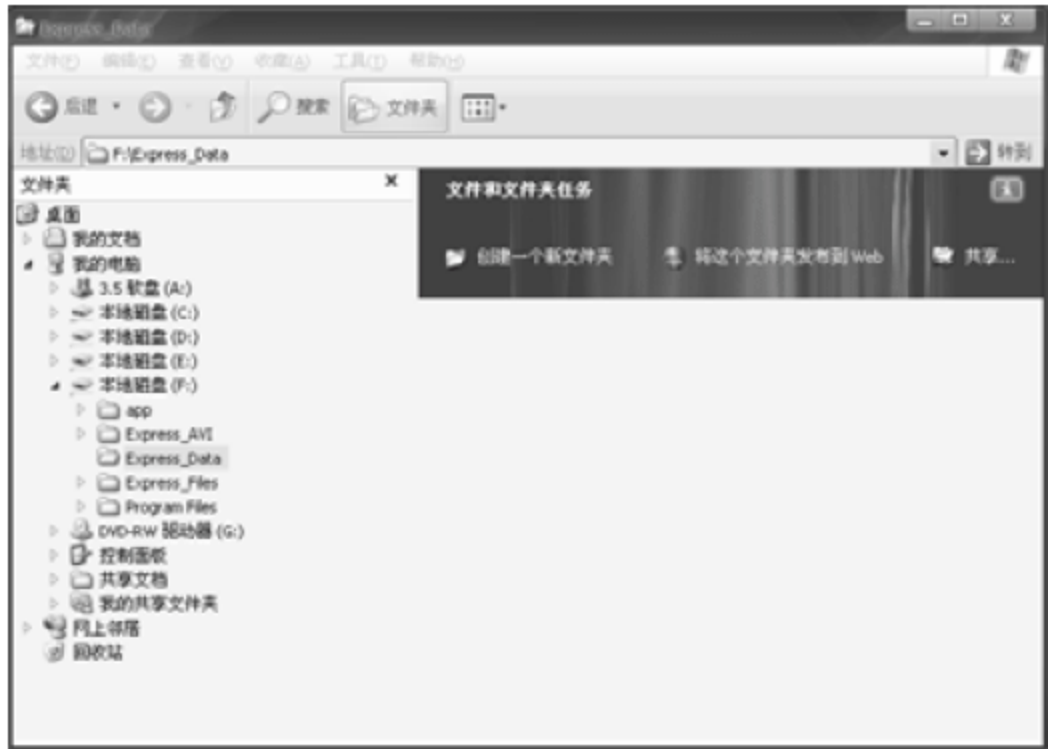 Express_Data
文件(F) 编辑(E) 查看(V) 收藏(A) 工具(T) 帮助(H)
后退 搜索 文件夹
地址(D) F:\Express_Data 转到
文件夹
文件和文件夹任务
创建一个新文件夹 将这个文件夹发布到 Web 共享...
桌面
我的文档
我的电脑
3.5 软盘 (A:)
本地磁盘 (C:)
本地磁盘 (D:)
本地磁盘 (E:)
本地磁盘 (F:)
app
Express_AVI
Express_Data
Express_Files
Program Files
DVD-RW 驱动器 (G:)
控制面板
共享文档
我的共享文件夹
网上邻居
回收站